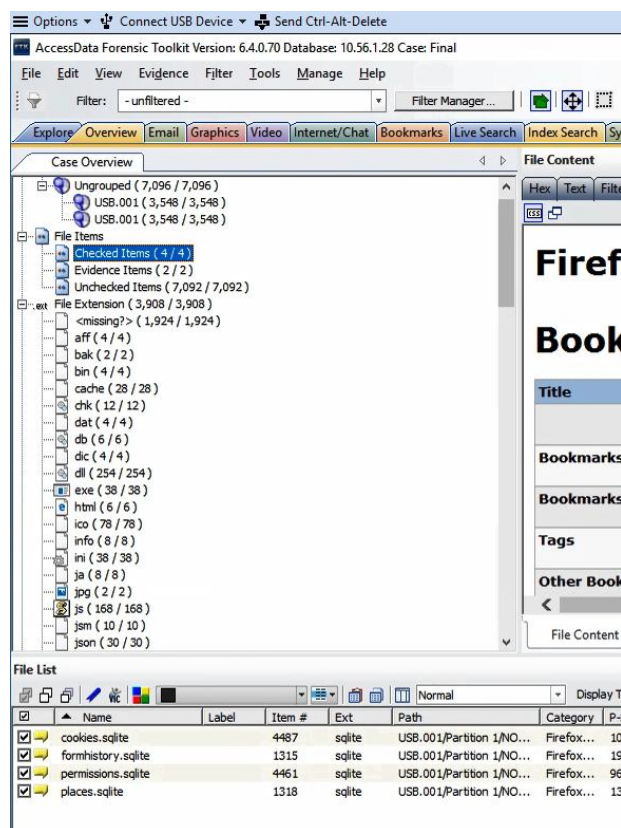 Options Connect USB Device Send Ctrl-Alt-Delete
AccessData Forensic Toolkit Version: 6.4.0.70 Database: 10.56.1.28 Case: Final
File Edit View Evidence Filter Tools Manage Help
Filter: - unfiltered - Filter Manager...
Explore Overview Email Graphics Video Internet/Chat Bookmarks Live Search Index Search Sy
Case Overview
Ungrouped ( 7,096 / 7,096 )
USB.001 ( 3,548 / 3,548 )
USB.001 ( 3,548 / 3,548 )
File Items
Checked Items ( 4 / 4 )
Evidence Items ( 2 / 2 )
Unchecked Items ( 7,092 / 7,092 )
.ext File Extension ( 3,908 / 3,908 )
<missing?> ( 1,924 / 1,924 )
aff ( 4 / 4 )
bak ( 2 / 2 )
bin ( 4 / 4 )
cache ( 28 / 28 )
chk ( 12 / 12 )
dat ( 4 / 4 )
db ( 6 / 6 )
dic ( 4 / 4 )
dll ( 254 / 254 )
exe ( 38 / 38 )
html ( 6 / 6 )
ico ( 78 / 78 )
info ( 8 / 8 )
ini ( 38 / 38 )
ja ( 8 / 8 )
jpg ( 2 / 2 )
js ( 168 / 168 )
jsm ( 10 / 10 )
json ( 30 / 30 )
File Content
Hex Text Filte
Firef
Book
Title
Bookmarks
Bookmarks
Tags
Other Book
File Content
File List
Normal Display T
Name Label Item # Ext Path Category P-
cookies.sqlite 4487 sqlite USB.001/Partition 1/NO... Firefox... 10
formhistory.sqlite 1315 sqlite USB.001/Partition 1/NO... Firefox... 19
permissions.sqlite 4461 sqlite USB.001/Partition 1/NO... Firefox... 96
places.sqlite 1318 sqlite USB.001/Partition 1/NO... Firefox... 13